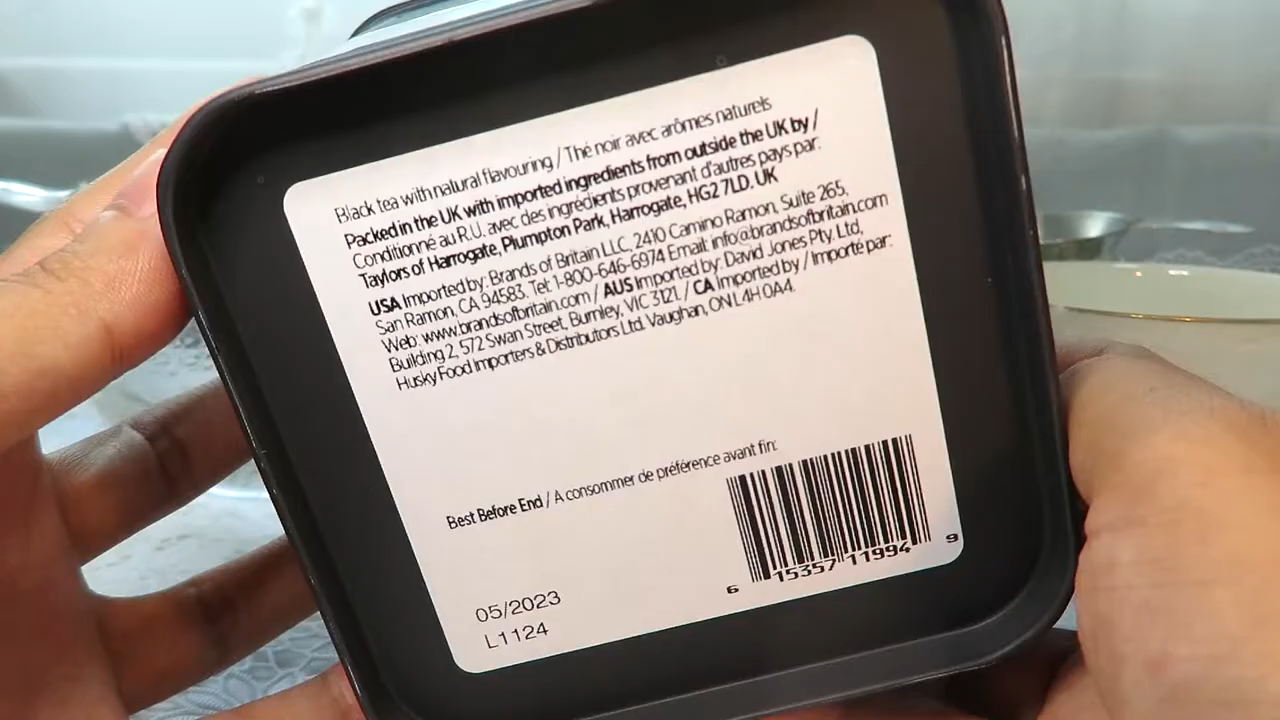 Black tea with natural flavouring / Thé noir avec arômes naturels
Packed in the UK with imported ingredients from outside the UK by /
Conditionné au R.U. avec des ingrédients provenant d'autres pays par:
Taylors of Harrogate, Plumpton Park, Harrogate, HG2 7LD. UK
USA Imported by: Brands of Britain LLC, 2410 Camino Ramon, Suite 265,
San Ramon, CA 94583. Tel: 1-800-646-6974 Email: info@brandsofbritain.com
Web: www.brandsofbritain.com / AUS Imported by: David Jones Pty. Ltd,
Building 2, 572 Swan Street, Burnley, VIC 3121. / CA Imported by / Importé par:
Husky Food Importers & Distributors Ltd. Vaughan, ON L4H 0A4.
Best Before End / A consommer de préférence avant fin:
05/2023
L1124
6 15357 11994 9